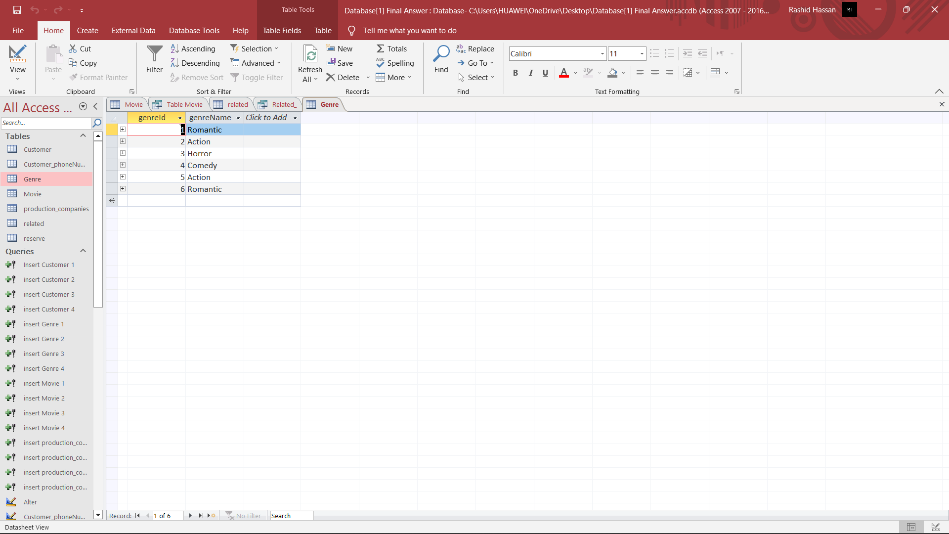 Table Tools
Database[1] Final Answer : Database- C:\Users\HUAWEI\OneDrive\Desktop\Database[1] Final Answer.accdb (Access 2007 - 2016...
Rashid Hassan
File Home Create External Data Database Tools Help Table Fields Table Tell me what you want to do
View
Views
Paste
Cut
Copy
Format Painter
Clipboard
Filter
Ascending
Descending
Remove Sort
Selection
Advanced
Toggle Filter
Sort & Filter
Refresh
All
New
Save
Delete
Totals
Spelling
More
Records
Find
Replace
Go To
Select
Find
Calibri 11
B I U
A
Text Formatting
All Access ...
Search...
Tables
Customer
Customer_phoneNu...
Genre
Movie
production_companies
related
reserve
Queries
insert Customer 1
insert Customer 2
insert Customer 3
insert Customer 4
insert Genre 1
insert Genre 2
insert Genre 3
insert Genre 4
insert Movie 1
insert Movie 2
insert Movie 3
insert Movie 4
insert production_co...
insert production_co...
insert production_co...
insert production_co...
Alter
Customer_phoneNu...
Movie Table Movie related Related_ Genre
genreId genreName Click to Add
1 Romantic
2 Action
3 Horror
4 Comedy
5 Action
6 Romantic
Record: 1 of 6 No Filter Search
Datasheet View